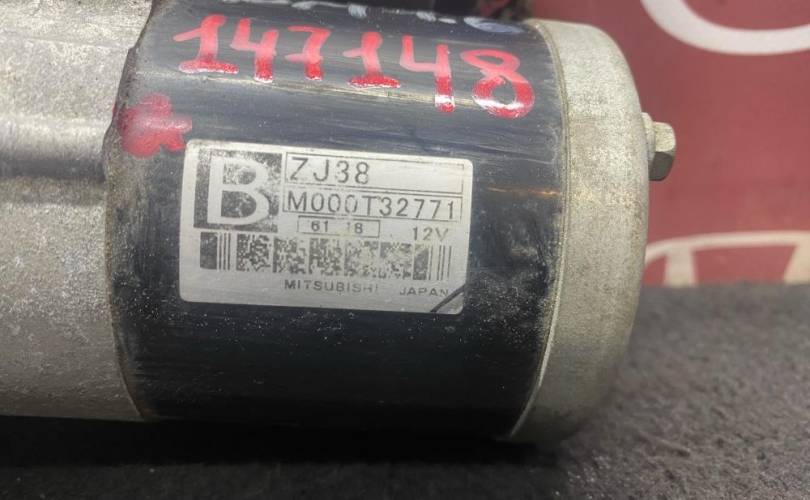 147148
B
ZJ38
M000T32771
61 18 12V
MITSUBISHI JAPAN